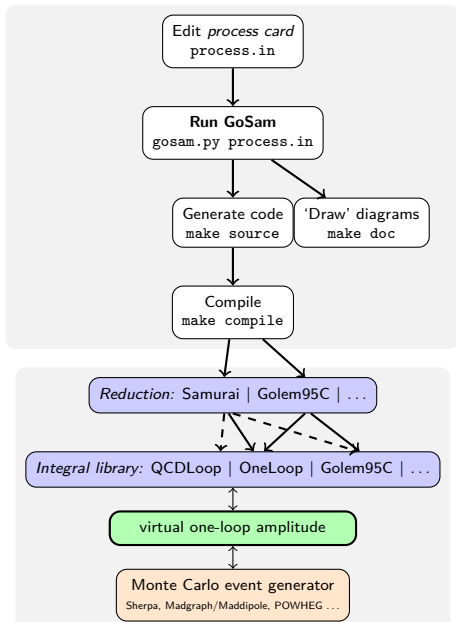 Edit process card
process.in
Run GoSam
gosam.py process.in
Generate code
make source
‘Draw’ diagrams
make doc
Compile
make compile
Reduction: Samurai | Golem95C | ...
Integral library: QCDLoop | OneLoop | Golem95C | ...
virtual one-loop amplitude
Monte Carlo event generator
Sherpa, Madgraph/Maddipole, POWHEG ...